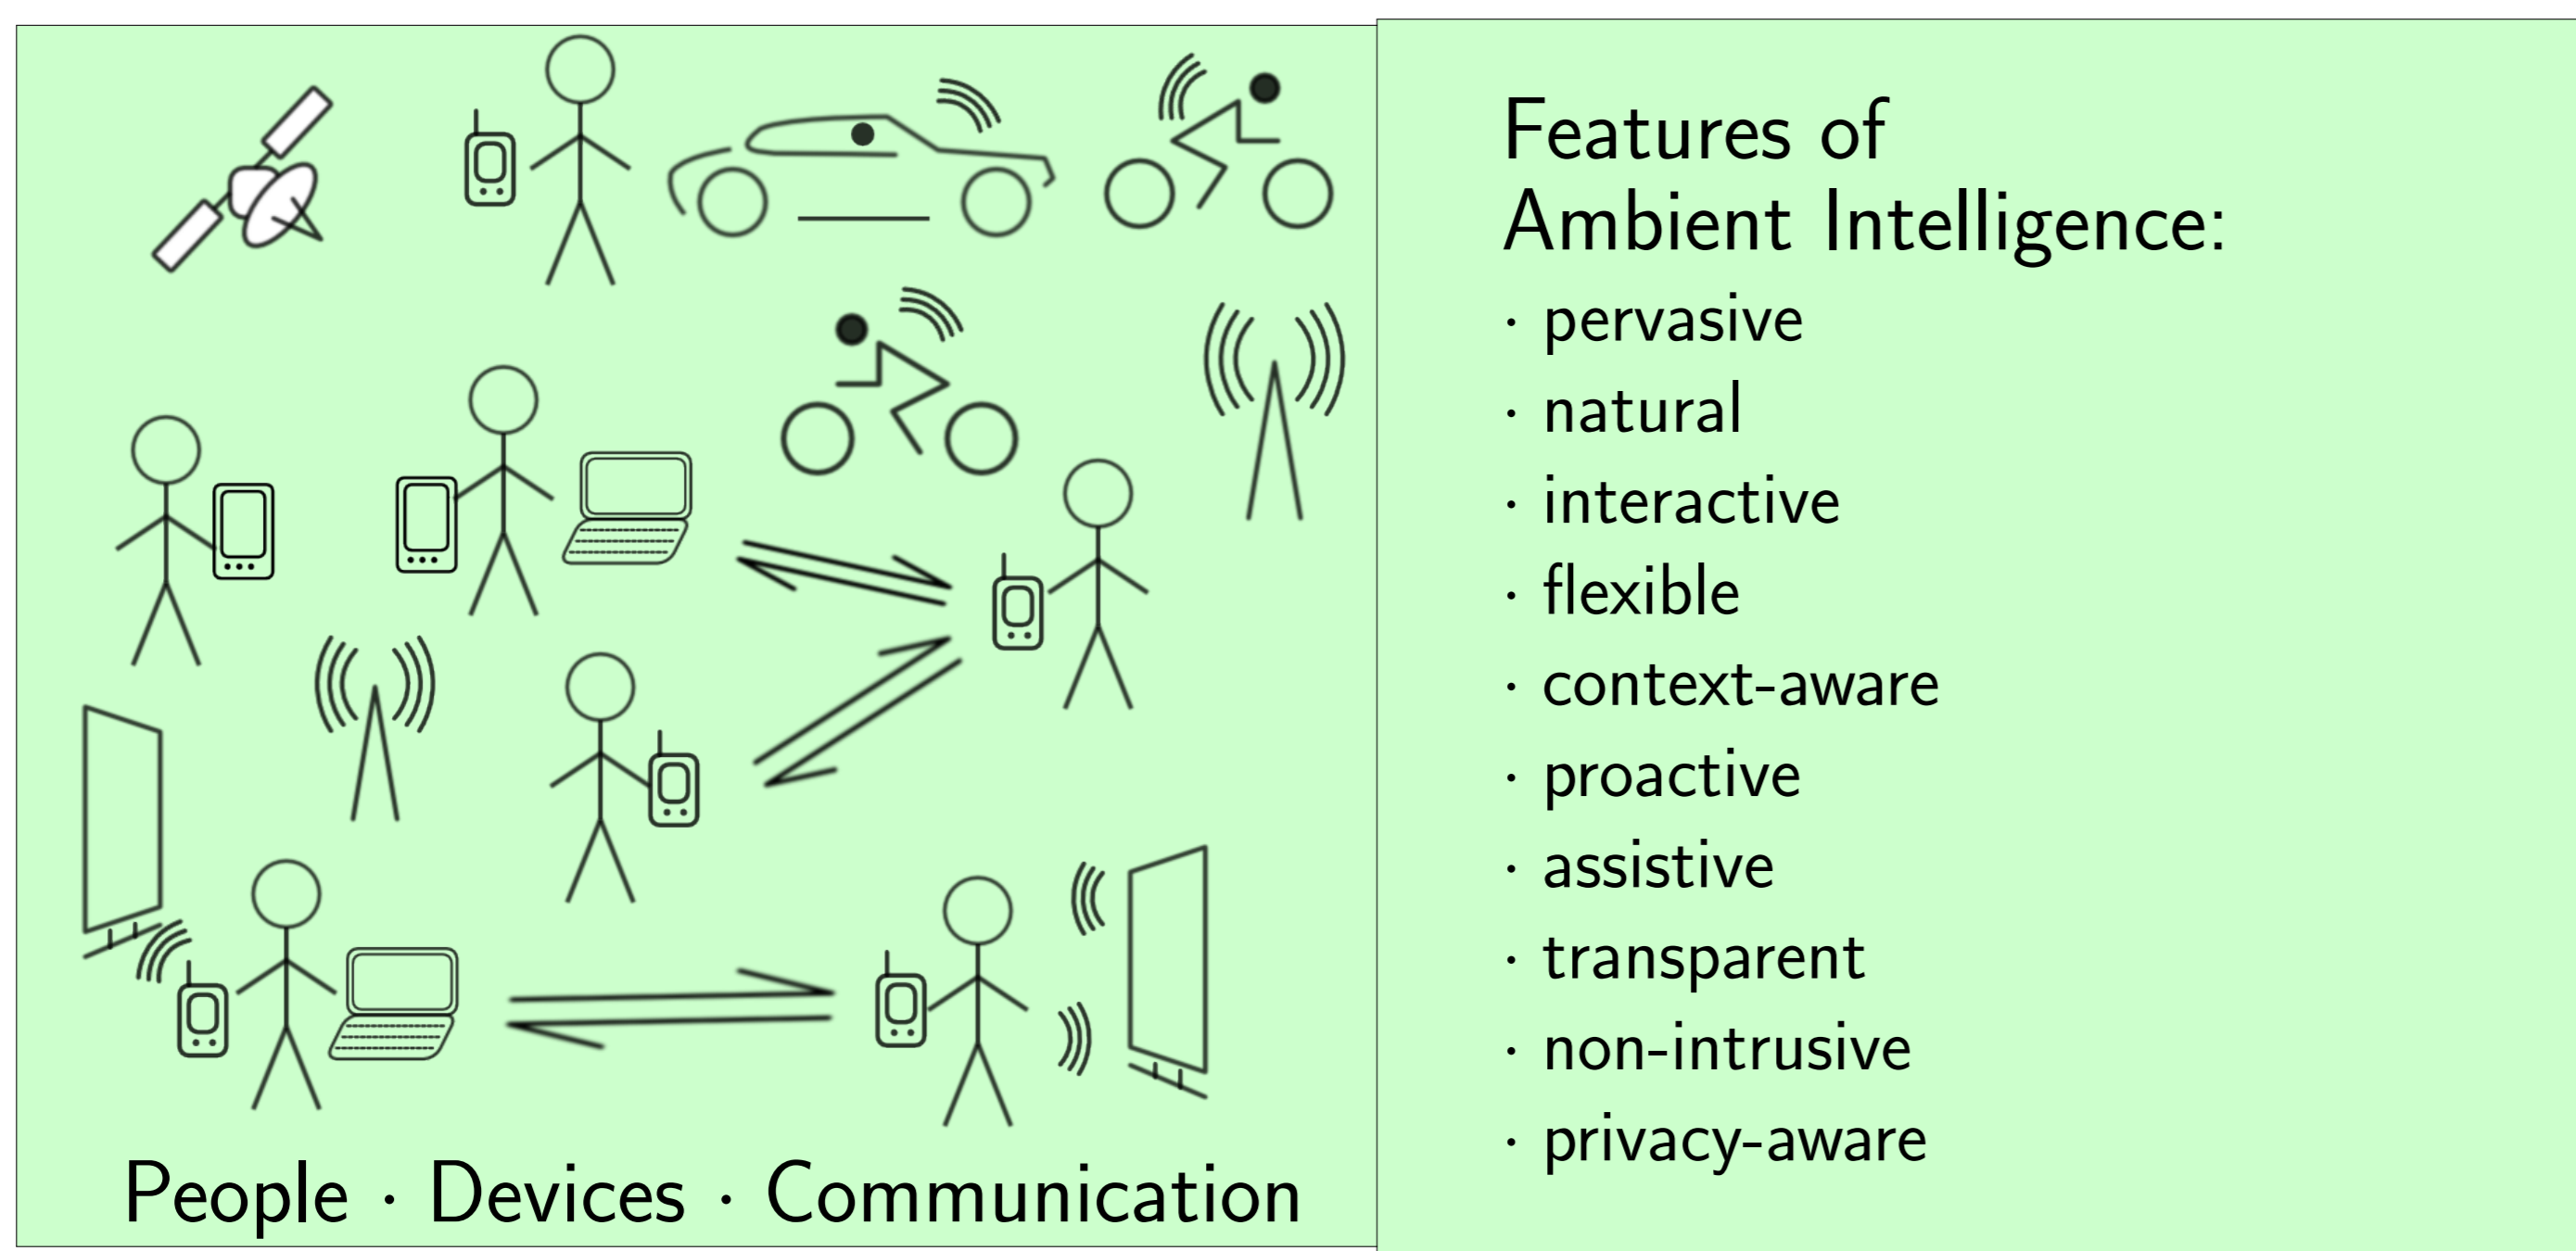 People · Devices · Communication
Features of
Ambient Intelligence:
· pervasive
· natural
· interactive
· flexible
· context-aware
· proactive
· assistive
· transparent
· non-intrusive
· privacy-aware